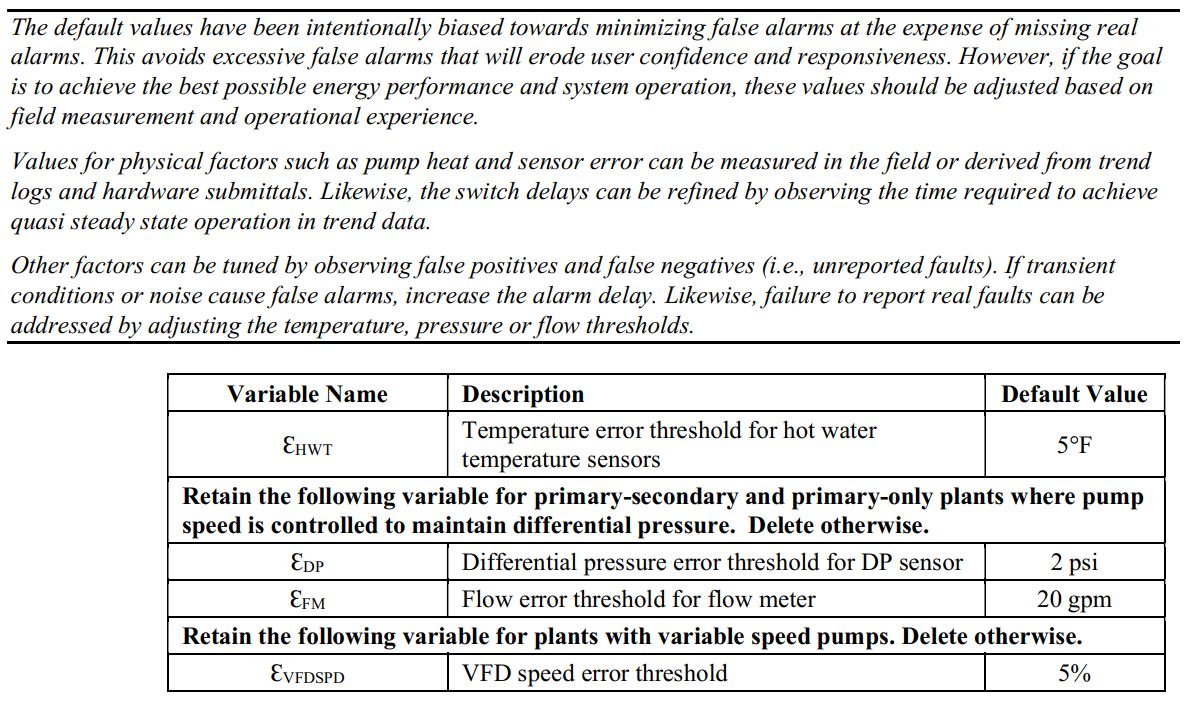 The default values have been intentionally biased towards minimizing false alarms at the expense of missing real
alarms. This avoids excessive false alarms that will erode user confidence and responsiveness. However, if the goal
is to achieve the best possible energy performance and system operation, these values should be adjusted based on
field measurement and operational experience.
Values for physical factors such as pump heat and sensor error can be measured in the field or derived from trend
logs and hardware submittals. Likewise, the switch delays can be refined by observing the time required to achieve
quasi steady state operation in trend data.
Other factors can be tuned by observing false positives and false negatives (i.e., unreported faults). If transient
conditions or noise cause false alarms, increase the alarm delay. Likewise, failure to report real faults can be
addressed by adjusting the temperature, pressure or flow thresholds.
Variable Name Description Default Value
ƐHWT Temperature error threshold for hot water
temperature sensors 5°F
Retain the following variable for primary-secondary and primary-only plants where pump
speed is controlled to maintain differential pressure. Delete otherwise.
ƐDP Differential pressure error threshold for DP sensor 2 psi
ƐFM Flow error threshold for flow meter 20 gpm
Retain the following variable for plants with variable speed pumps. Delete otherwise.
ƐVFDSPD VFD speed error threshold 5%